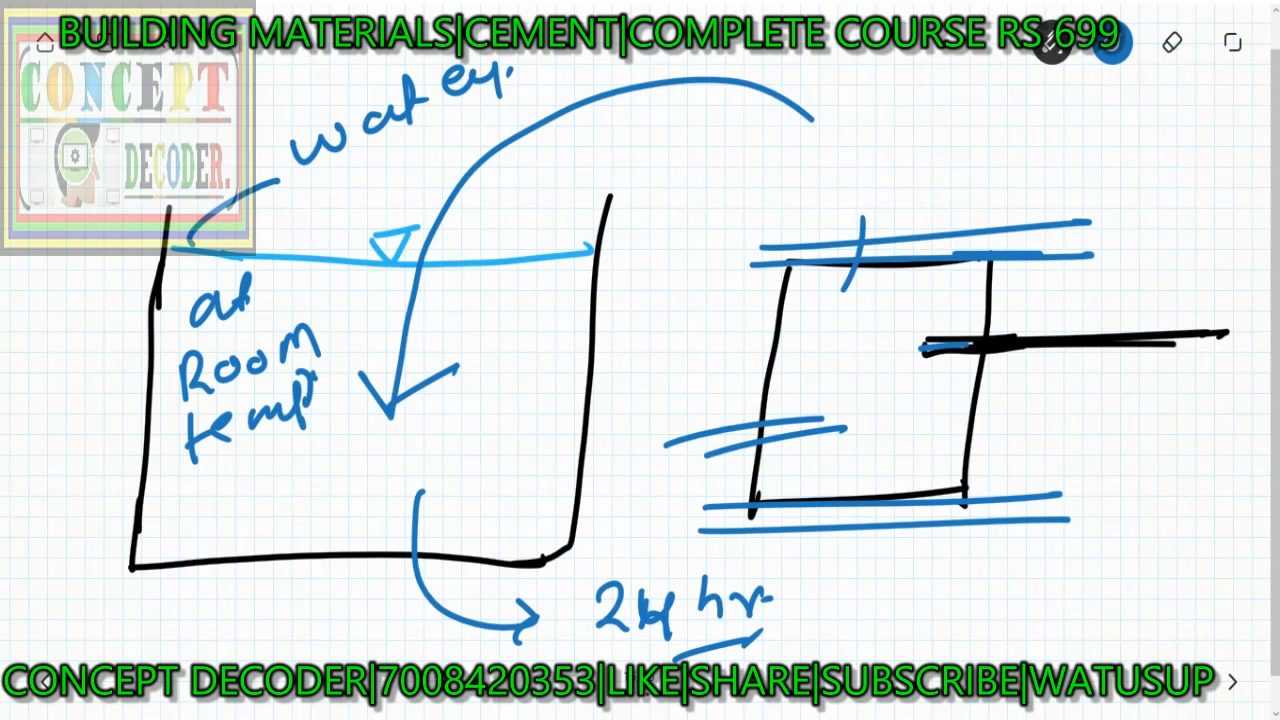 BUILDING MATERIALS|CEMENT|COMPLETE COURSE RS 699
CONCEPT
DECODER.
water.
at
Room
tempr
24 hr
CONCEPT DECODER|7008420353|LIKE|SHARE|SUBSCRIBE|WATUSUP